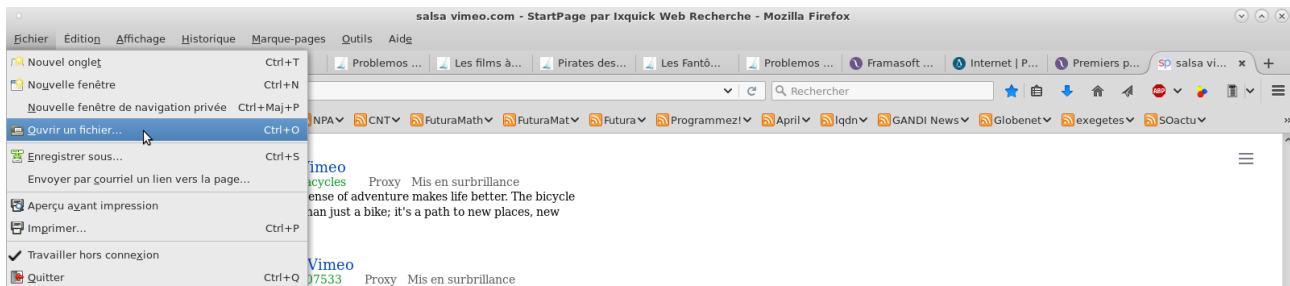 salsa vimeo.com - StartPage par Ixquick Web Recherche - Mozilla Firefox
Fichier Édition Affichage Historique Marque-pages Outils Aide
Nouvel onglet Ctrl+T
Problemos ... Les films à... Pirates des... Les Fantô... Problemos ... Framasoft ... Internet | P... Premiers p... sp salsa vi...
Nouvelle fenêtre Ctrl+N
Rechercher
ABP
Nouvelle fenêtre de navigation privée Ctrl+Maj+P
Ouvrir un fichier... Ctrl+O
NPA CNT FuturaMath FuturaMat Futura Programmez! April lqdn GANDI News Globenet exegetes SOactu
Enregistrer sous... Ctrl+S
Envoyer par courriel un lien vers la page...
Aperçu avant impression
Imprimer... Ctrl+P
Travailler hors connexion
Quitter Ctrl+Q
Vimeo
acycles Proxy Mis en surbrillance
ense of adventure makes life better. The bicycle
han just a bike; it's a path to new places, new
Vimeo
07533 Proxy Mis en surbrillance